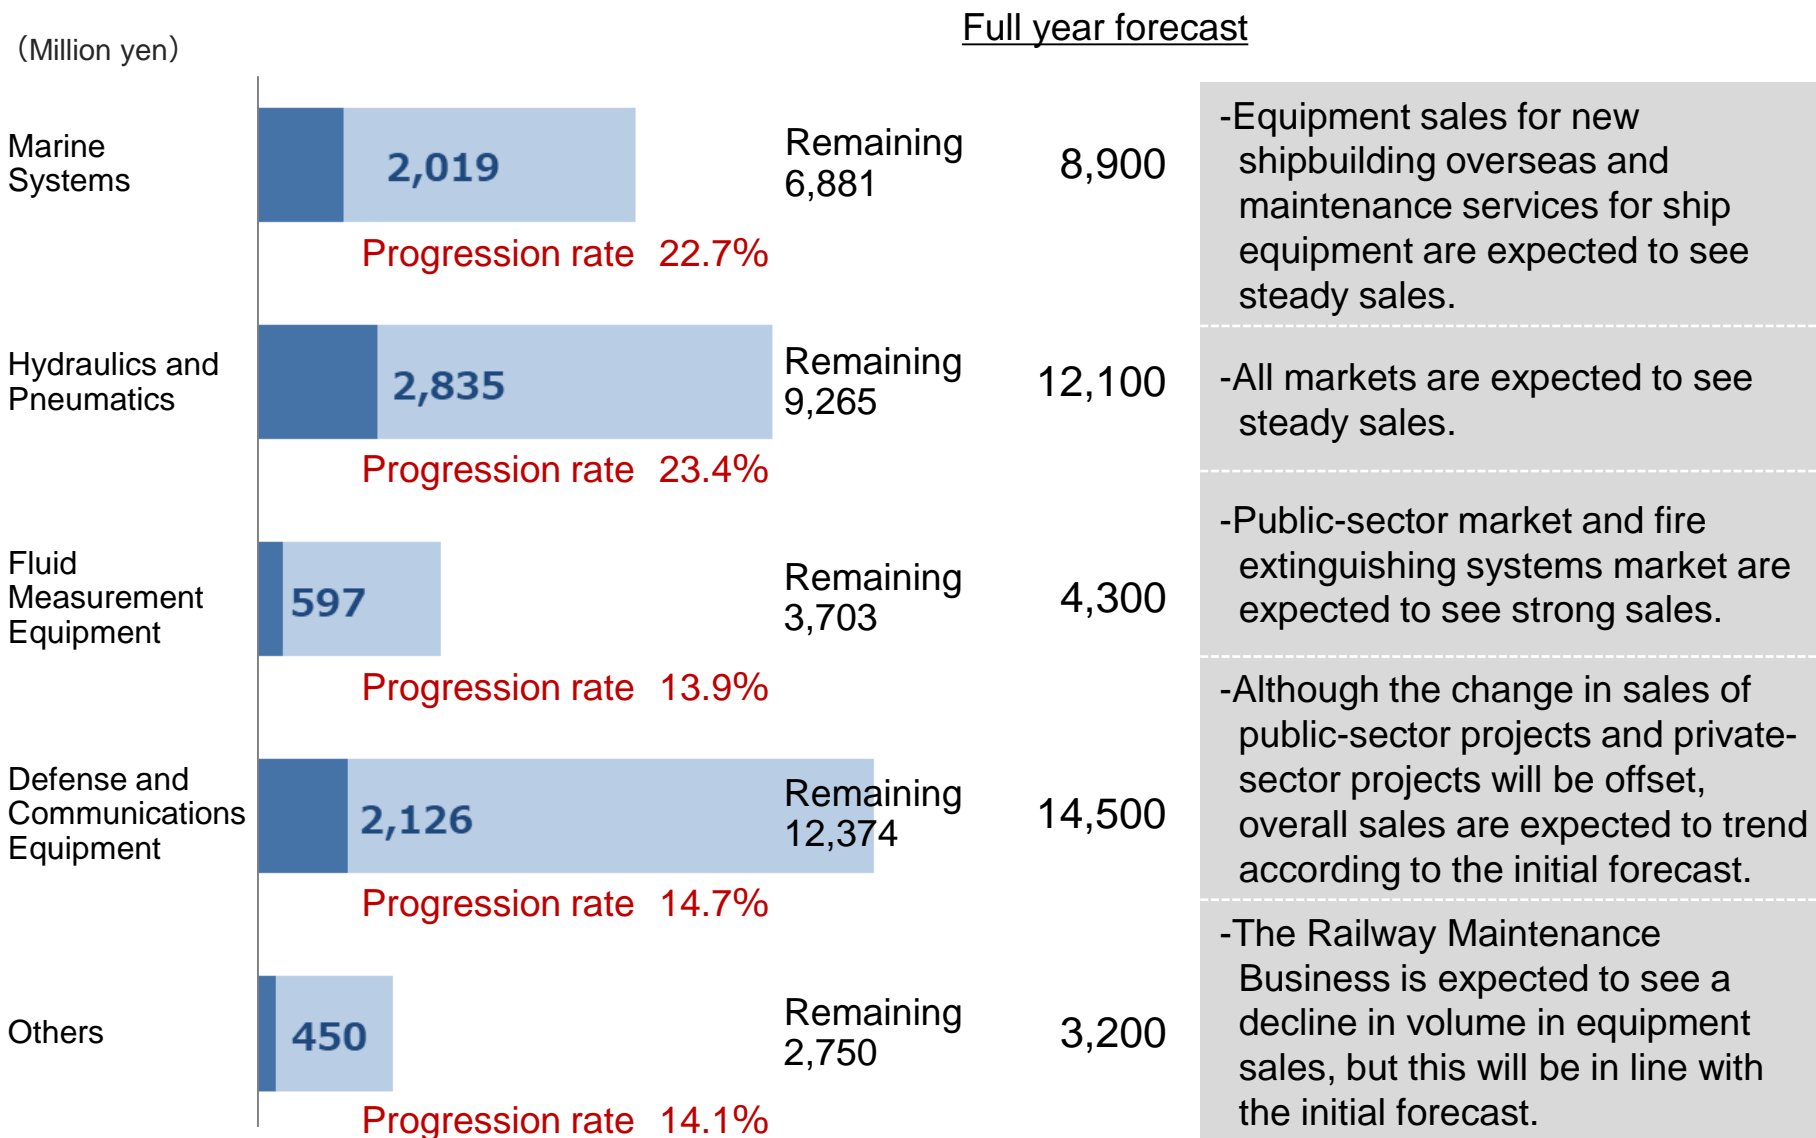 Full year forecast
（Million yen）
Marine
Systems
2,019
Remaining
6,881
8,900
Progression rate 22.7%
-Equipment sales for new
shipbuilding overseas and
maintenance services for ship
equipment are expected to see
steady sales.
Hydraulics and
Pneumatics
2,835
Remaining
9,265
12,100
Progression rate 23.4%
-All markets are expected to see
steady sales.
Fluid
Measurement
Equipment
597
Remaining
3,703
4,300
Progression rate 13.9%
-Public-sector market and fire
extinguishing systems market are
expected to see strong sales.
Defense and
Communications
Equipment
2,126
Remaining
12,374
14,500
Progression rate 14.7%
-Although the change in sales of
public-sector projects and private-
sector projects will be offset,
overall sales are expected to trend
according to the initial forecast.
Others
450
Remaining
2,750
3,200
Progression rate 14.1%
-The Railway Maintenance
Business is expected to see a
decline in volume in equipment
sales, but this will be in line with
the initial forecast.